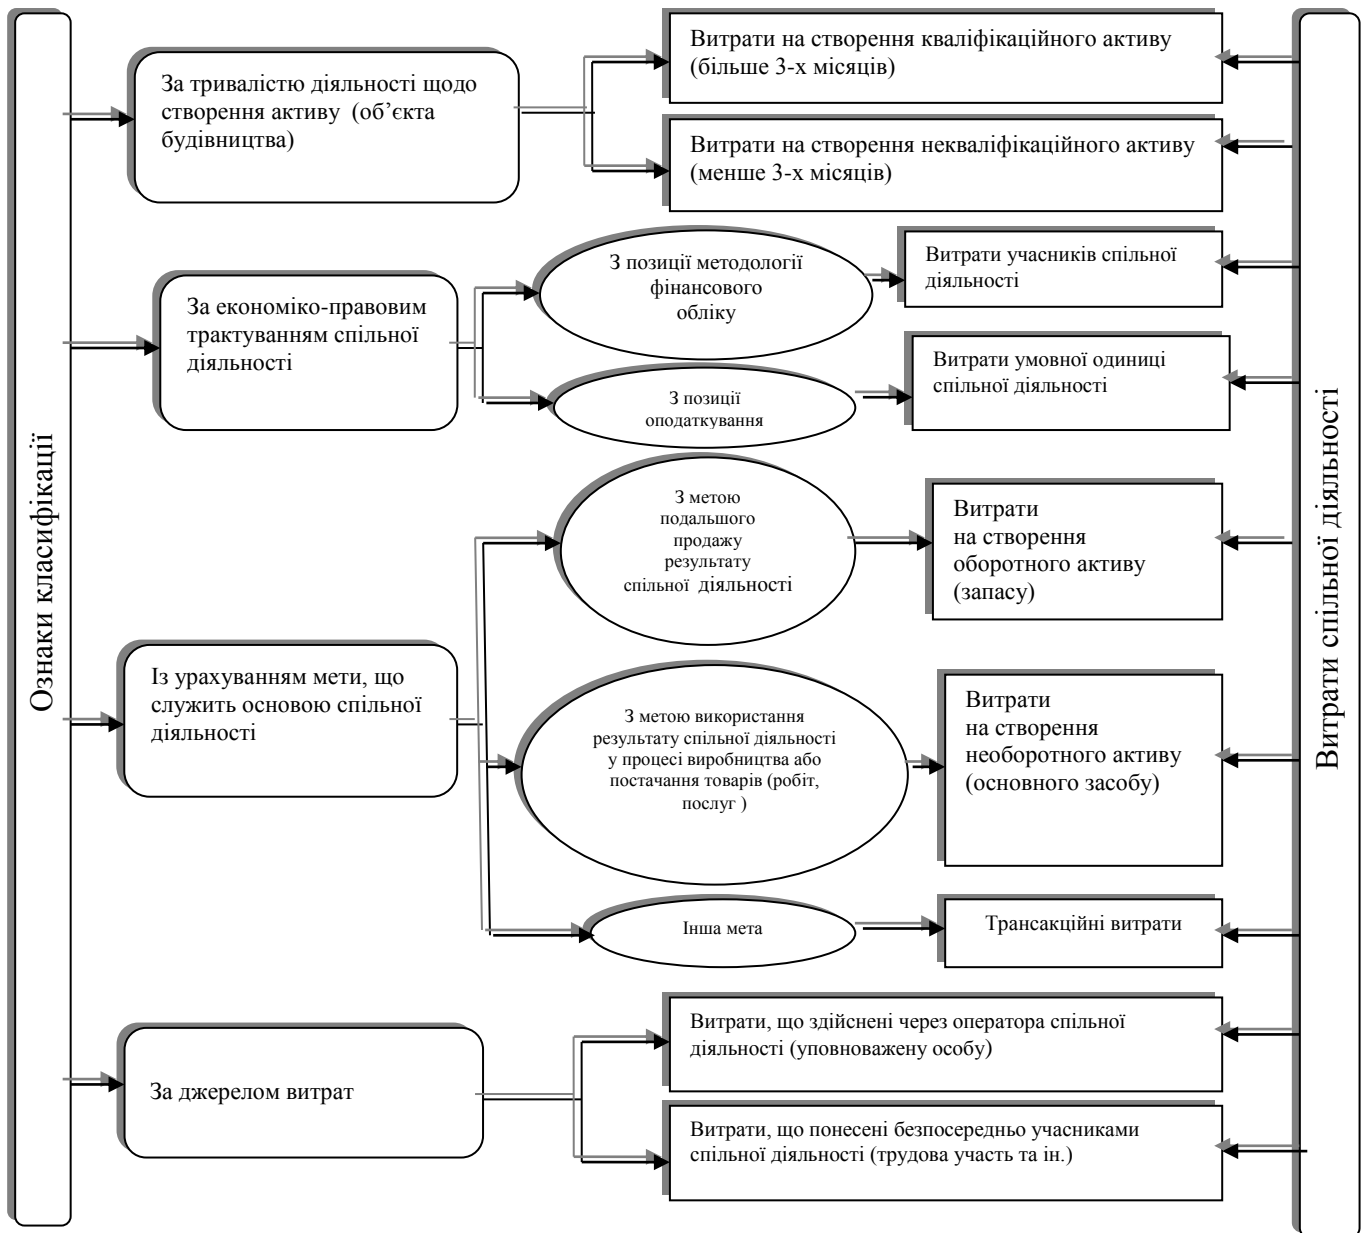 Ознаки класифікації
За тривалістю діяльності щодо
створення активу (об’єкта
будівництва)
Витрати на створення кваліфікаційного активу
(більше 3-х місяців)
Витрати на створення некваліфікаційного активу
(менше 3-х місяців)
За економіко-правовим
трактуванням спільної
діяльності
З позиції методології
фінансового
обліку
Витрати учасників спільної
діяльності
З позиції
оподаткування
Витрати умовної одиниці
спільної діяльності
Із урахуванням мети, що
служить основою спільної
діяльності
З метою
подальшого
продажу
результату
спільної діяльності
Витрати
на створення
оборотного активу
(запасу)
З метою використання
результату спільної діяльності
у процесі виробництва або
постачання товарів (робіт,
послуг )
Витрати
на створення
необоротного активу
(основного засобу)
Інша мета
Трансакційні витрати
За джерелом витрат
Витрати, що здійснені через оператора спільної
діяльності (уповноважену особу)
Витрати, що понесені безпосередньо учасниками
спільної діяльності (трудова участь та ін.)
Витрати спільної діяльності